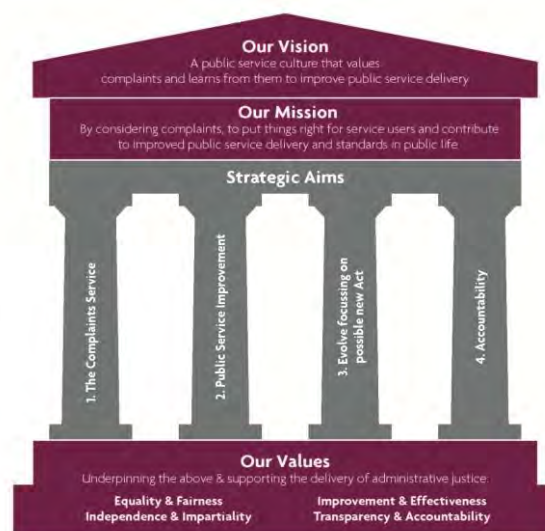 Our Vision
A public service culture that values
complaints and learns from them to improve public service delivery
Our Mission
By considering complaints, to put things right for service users and contribute
to improved public service delivery and standards in public life
Strategic Aims
1. The Complaints Service
2. Public Service Improvement
3. Evolve focussing on
possible new Act
4. Accountability
Our Values
Underpinning the above & supporting the delivery of administrative justice
Equality & Fairness
Independence & Impartiality
Improvement & Effectiveness
Transparency & Accountability